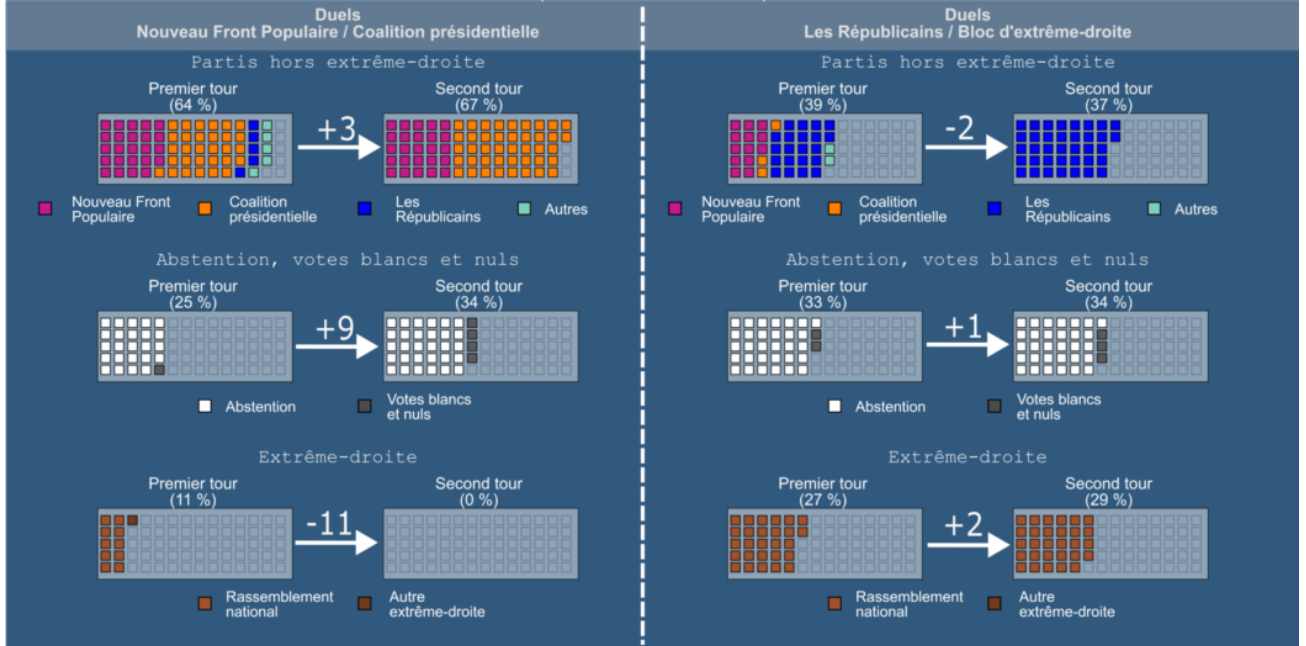 Duels
Nouveau Front Populaire / Coalition présidentielle
Partis hors extrême-droite
Premier tour
(64 %)
+3
Second tour
(67 %)
Nouveau Front
Populaire
Coalition
présidentielle
Les
Républicains
Autres
Abstention, votes blancs et nuls
Premier tour
(25 %)
+9
Second tour
(34 %)
Abstention
Votes blancs
et nuls
Extrême-droite
Premier tour
(11 %)
-11
Second tour
(0 %)
Rassemblement
national
Autre
extrême-droite
Duels
Les Républicains / Bloc d'extrême-droite
Partis hors extrême-droite
Premier tour
(39 %)
-2
Second tour
(37 %)
Nouveau Front
Populaire
Coalition
présidentielle
Les
Républicains
Autres
Abstention, votes blancs et nuls
Premier tour
(33 %)
+1
Second tour
(34 %)
Abstention
Votes blancs
et nuls
Extrême-droite
Premier tour
(27 %)
+2
Second tour
(29 %)
Rassemblement
national
Autre
extrême-droite